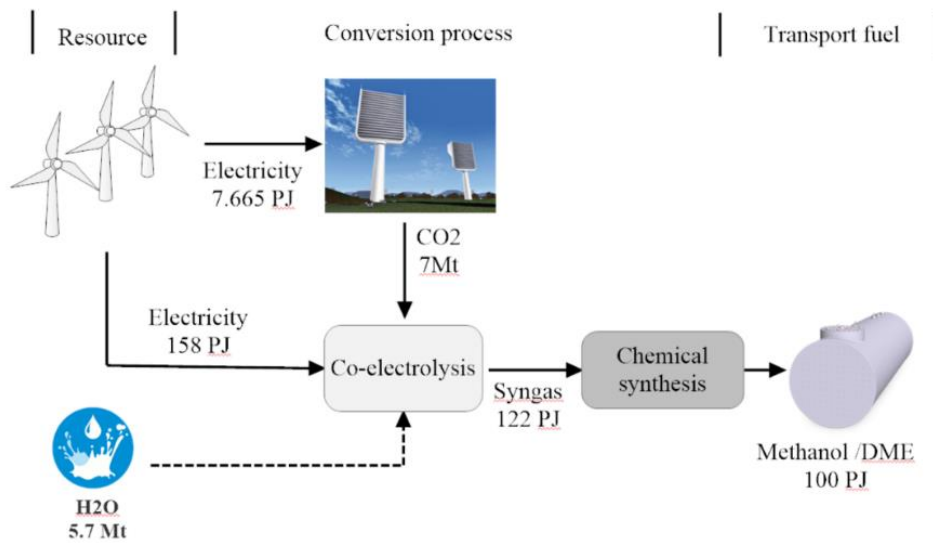 Resource
Conversion process
Transport fuel
Electricity
7.665 PJ
CO2
7Mt
Electricity
158 PJ
Co-electrolysis
Syngas
122 PJ
Chemical
synthesis
Methanol /DME
100 PJ
H2O
5.7 Mt